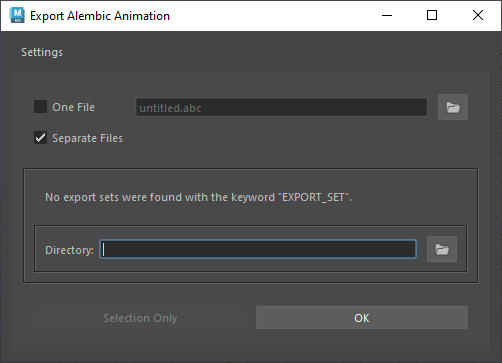 Export Alembic Animation
Settings
One File
untitled.abc
Separate Files
No export sets were found with the keyword "EXPORT_SET".
Directory:
Selection Only
OK